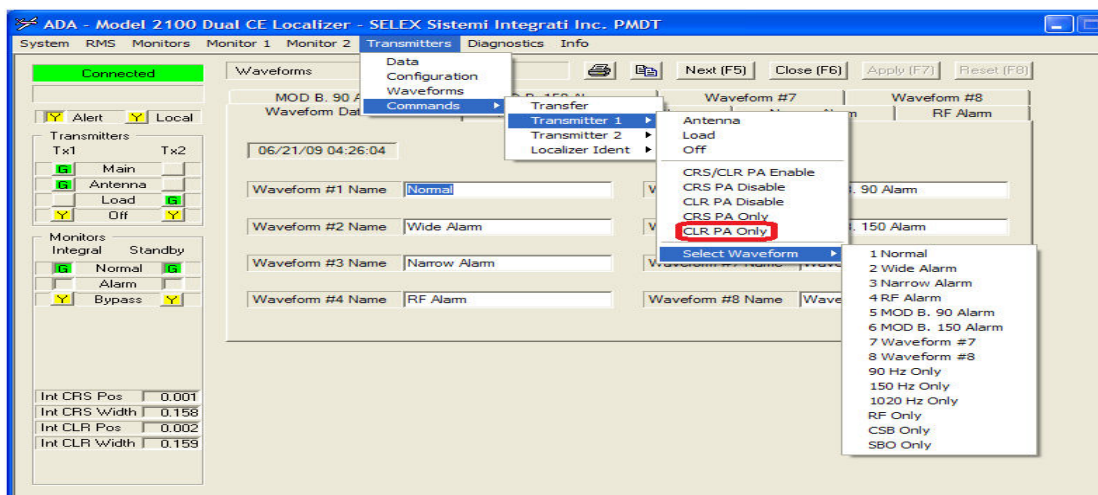 ADA - Model 2100 Dual CE Localizer - SELEX Sistemi Integrati Inc. PMDT
System RMS Monitors Monitor 1 Monitor 2 Transmitters Diagnostics Info
Connected
Alert Local
Transmitters
Tx1 Tx2
G Main
G Antenna
Load G
Y Off Y
Monitors
Integral Standby
G Normal G
Alarm
Y Bypass Y
Int CRS Pos 0.001
Int CRS Width 0.158
Int CLR Pos 0.002
Int CLR Width 0.159
Waveforms
Next (F5) Close (F6) Apply (F7) Reset (F8)
MOD B. 90 Waveform #7 Waveform #8
Waveform Dat RF Alarm
06/21/09 04:26:04
Waveform #1 Name Normal . 90 Alarm
Waveform #2 Name Wide Alarm . 150 Alarm
Waveform #3 Name Narrow Alarm
Waveform #4 Name RF Alarm Waveform #8 Name Wave
Data
Configuration
Waveforms
Commands
Transfer
Transmitter 1
Transmitter 2
Localizer Ident
Antenna
Load
Off
CRS/CLR PA Enable
CRS PA Disable
CLR PA Disable
CRS PA Only
CLR PA Only
Select Waveform
1 Normal
2 Wide Alarm
3 Narrow Alarm
4 RF Alarm
5 MOD B. 90 Alarm
6 MOD B. 150 Alarm
7 Waveform #7
8 Waveform #8
90 Hz Only
150 Hz Only
1020 Hz Only
RF Only
CSB Only
SBO Only